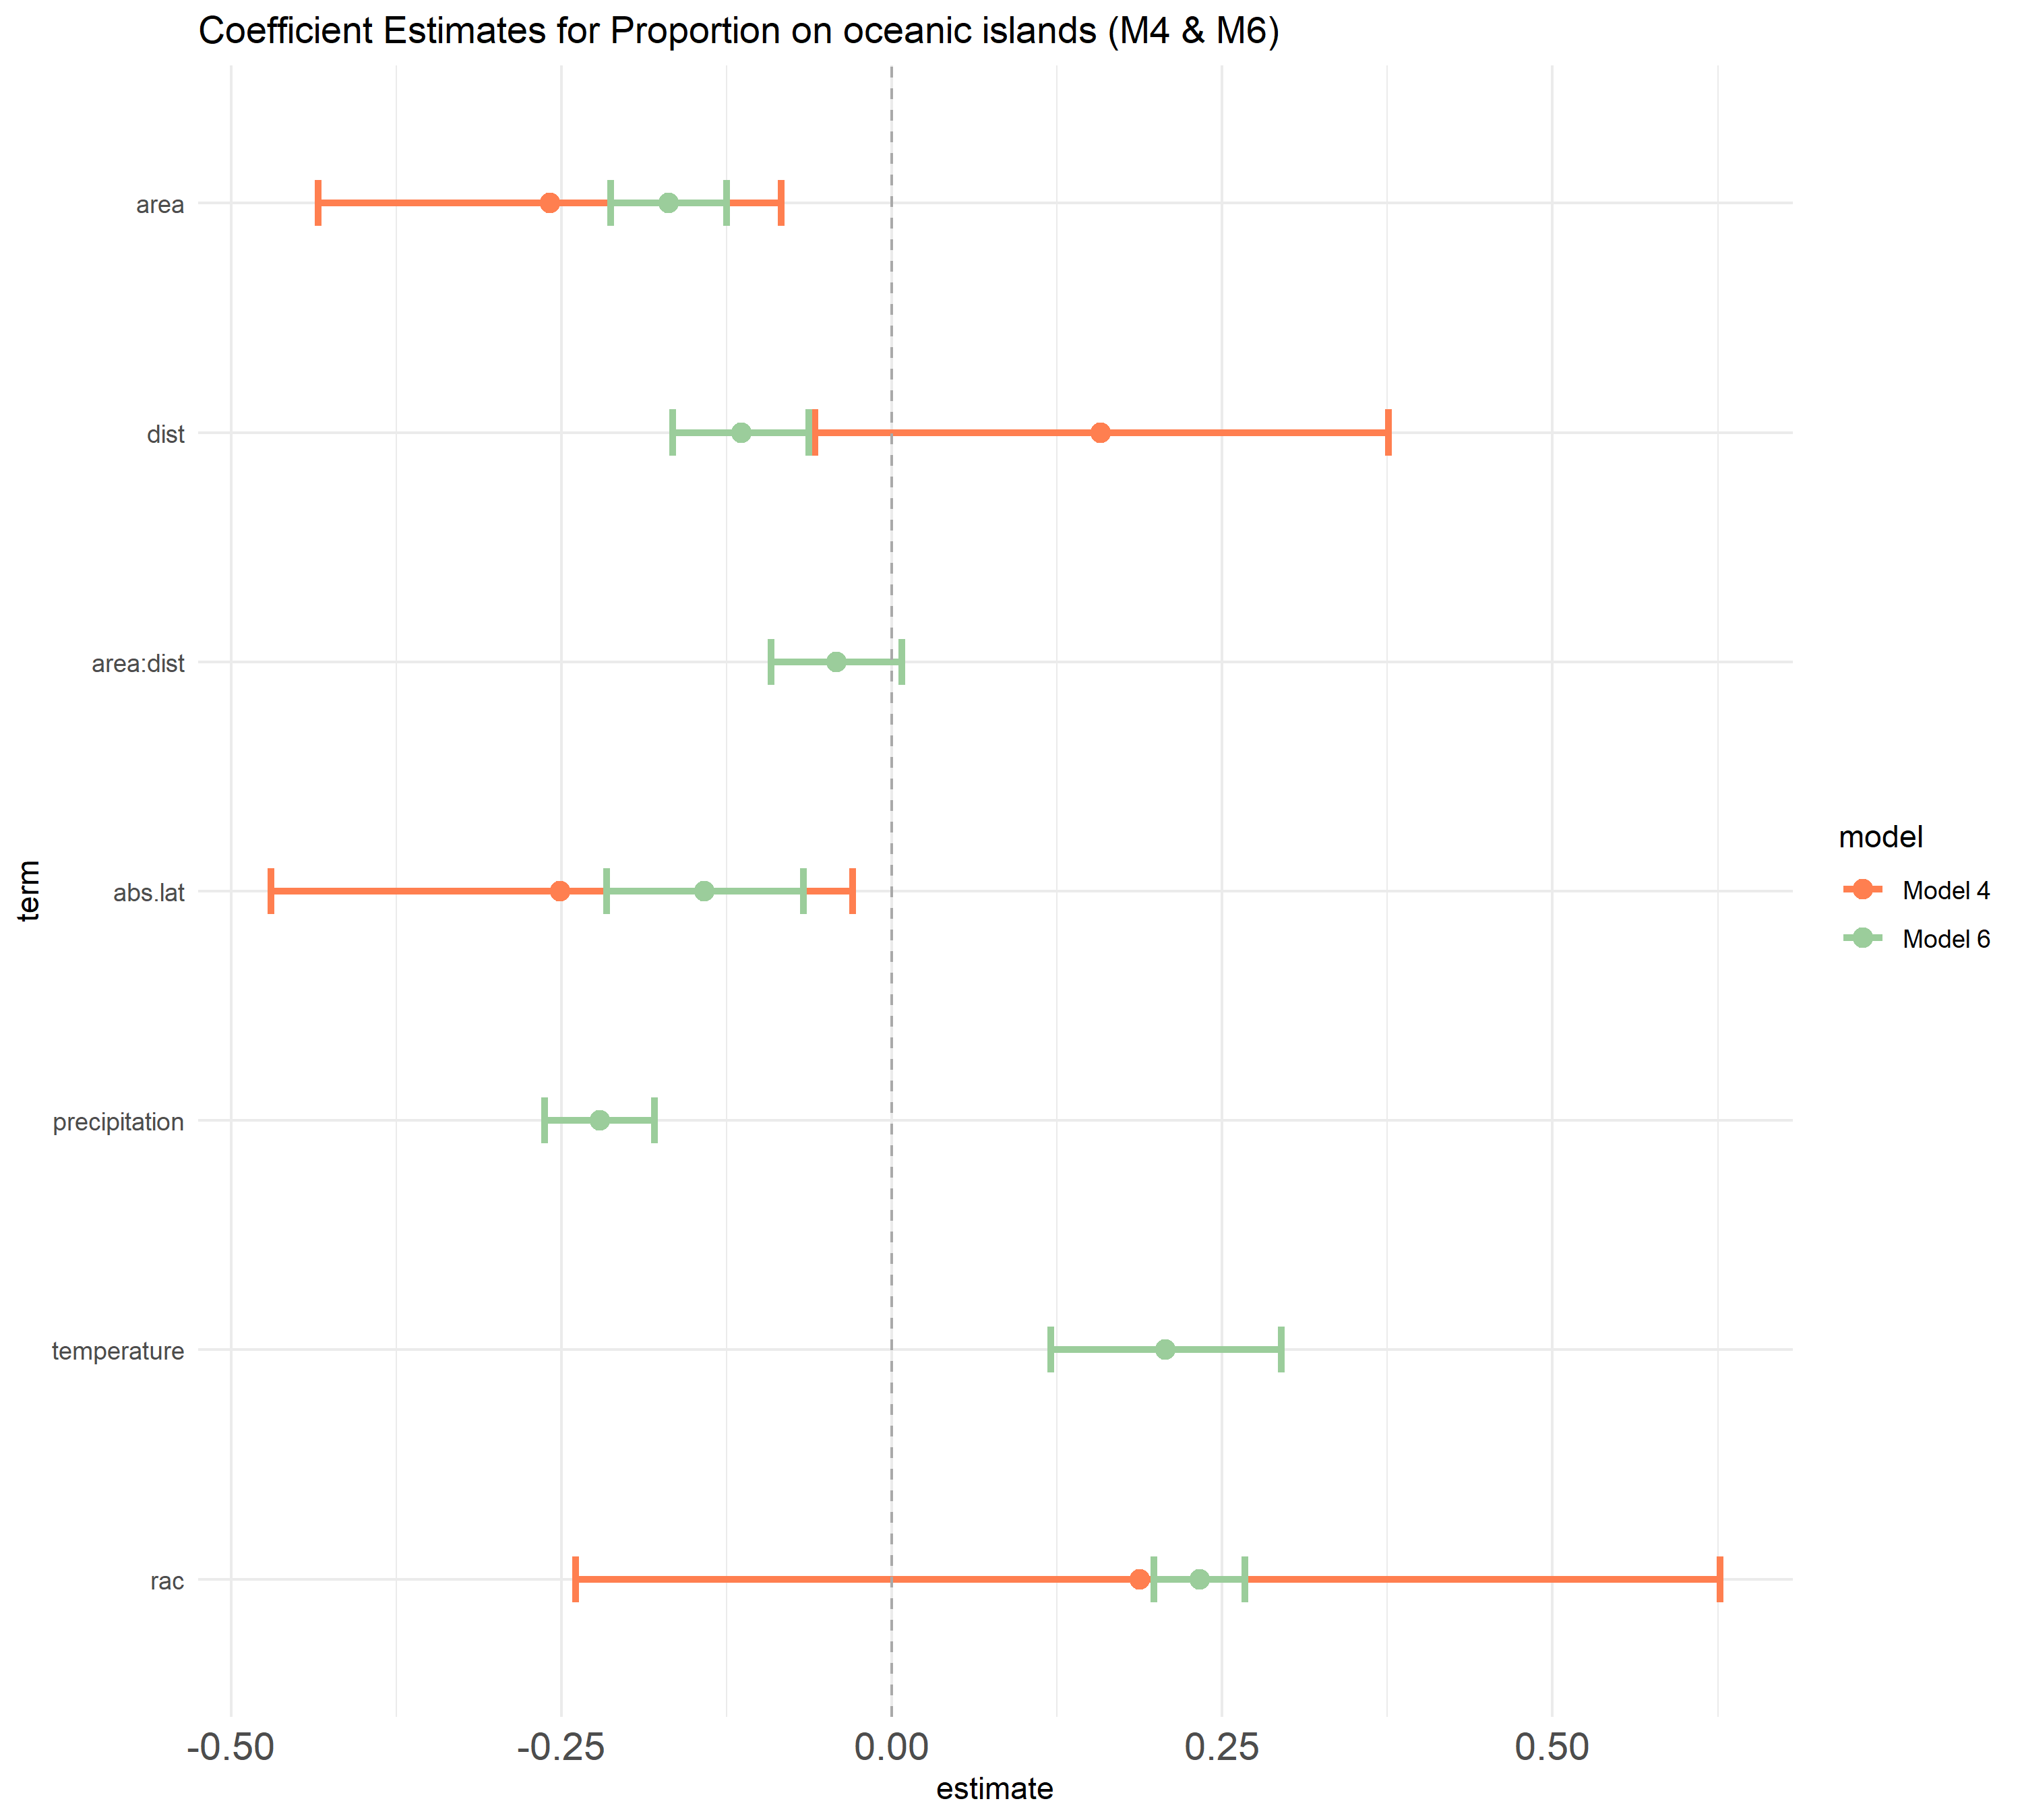 Coefficient Estimates for Proportion on oceanic islands (M4 & M6)
area
dist
area:dist
abs.lat
precipitation
temperature
rac
term
-0.50 -0.25 0.00 0.25 0.50
estimate
model
Model 4
Model 6